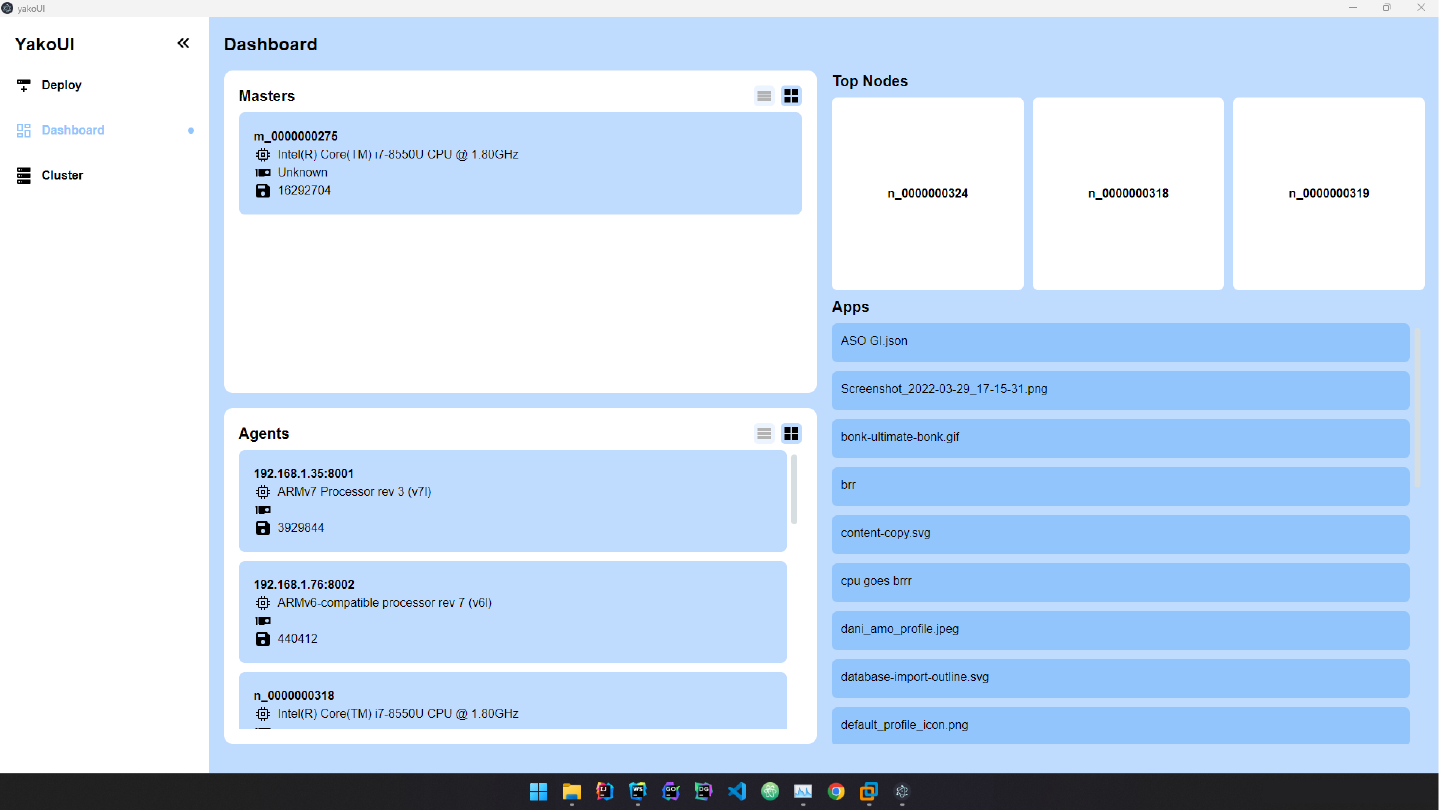 yakoUI
YakoUI
Deploy
Dashboard
Cluster
Dashboard
Masters
m_0000000275
Intel(R) Core(TM) i7-8550U CPU @ 1.80GHz
Unknown
16292704
Agents
192.168.1.35:8001
ARMv7 Processor rev 3 (v7l)
3929844
192.168.1.76:8002
ARMv6-compatible processor rev 7 (v6l)
440412
n_0000000318
Intel(R) Core(TM) i7-8550U CPU @ 1.80GHz
Top Nodes
n_0000000324
n_0000000318
n_0000000319
Apps
ASO GI.json
Screenshot_2022-03-29_17-15-31.png
bonk-ultimate-bonk.gif
brr
content-copy.svg
cpu goes brrr
dani_amo_profile.jpeg
database-import-outline.svg
default_profile_icon.png
IJ
WS
GO
DG